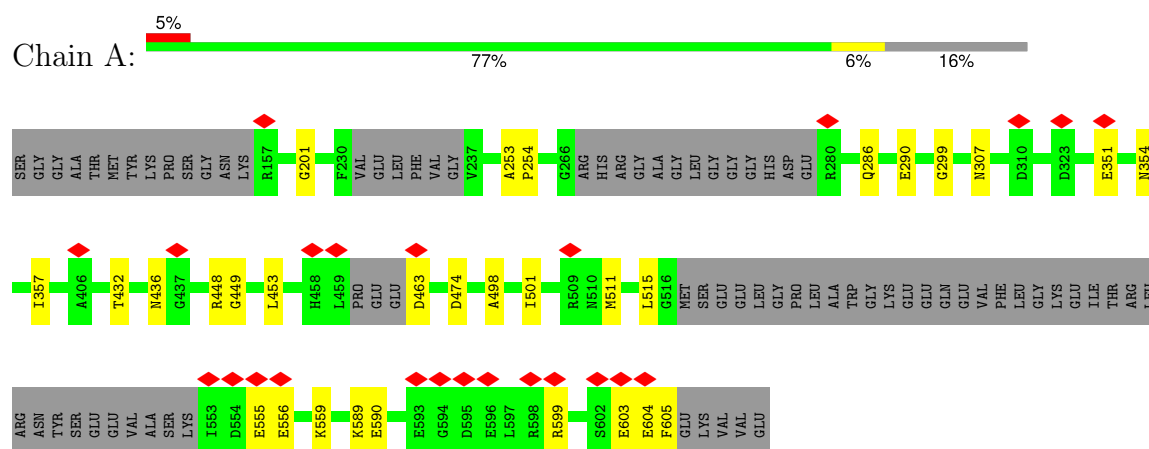 5%
Chain A:
77% 6% 16%
SER GLY GLY ALA THR MET TYR LYS PRO SER GLY ASN LYS R157 G201 F230 VAL GLU LEU PHE VAL GLY V237 A253 P254 G266 ARG HIS ARG GLY ALA GLY LEU GLY GLY GLY HIS ASP GLU R280 Q286 E290 G299 N307 D310 D323 E351 N354
I357 A406 T432 N436 G437 R448 G449 L453 H458 L459 PRO GLU GLU D463 D474 A498 I501 R509 N510 M511 L515 G516 MET SER GLU GLU LEU GLY PRO LEU ALA TRP GLY LYS GLU GLU GLN GLU VAL PHE LEU GLY LYS GLU ILE THR ARG LEU
ARG ASN TYR SER GLU GLU VAL ALA SER LYS I553 D554 E555 E556 K559 K589 E590 E593 G594 D595 E596 L597 R598 R599 S602 E603 E604 F605 GLU LYS VAL VAL GLU